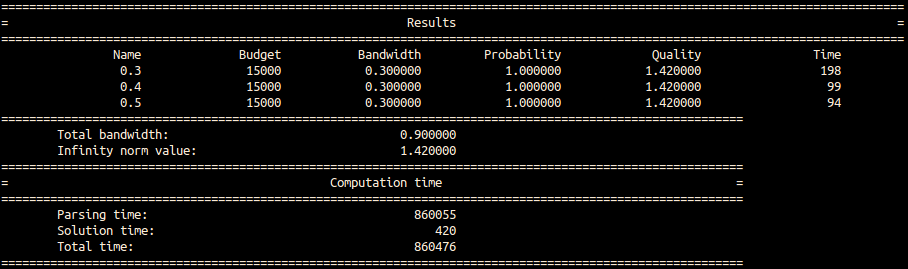 =================================================================================================================================
= Results =
=================================================================================================================================
Name Budget Bandwidth Probability Quality Time
0.3 15000 0.300000 1.000000 1.420000 198
0.4 15000 0.300000 1.000000 1.420000 99
0.5 15000 0.300000 1.000000 1.420000 94
==========================================================================================================
Total bandwidth: 0.900000
Infinity norm value: 1.420000
==========================================================================================================
= Computation time =
==========================================================================================================
Parsing time: 860055
Solution time: 420
Total time: 860476
==========================================================================================================